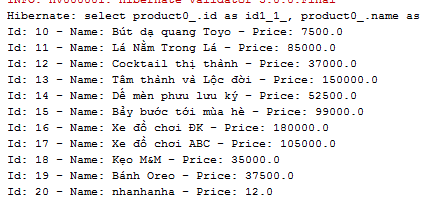 INFO: HV000001: Hibernate Validator 5.0.0.Final
Hibernate: select product0_.id as id1_1_, product0_.name as
Id: 10 - Name: Bút dạ quang Toyo - Price: 7500.0
Id: 11 - Name: Lá Nằm Trong Lá - Price: 85000.0
Id: 12 - Name: Cocktail thị thành - Price: 37000.0
Id: 13 - Name: Tâm thành và Lộc đời - Price: 150000.0
Id: 14 - Name: Dế mèn phưu lưu ký - Price: 52500.0
Id: 15 - Name: Bảy bước tới mùa hè - Price: 99000.0
Id: 16 - Name: Xe đồ chơi ĐK - Price: 180000.0
Id: 17 - Name: Xe đồ chơi ABC - Price: 105000.0
Id: 18 - Name: Kẹo M&M - Price: 35000.0
Id: 19 - Name: Bánh Oreo - Price: 37500.0
Id: 20 - Name: nhanhanha - Price: 12.0